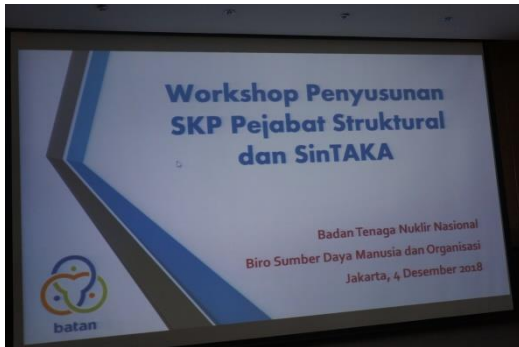 Workshop Penyusunan
SKP Pejabat Struktural
dan SinTAKA
Badan Tenaga Nuklir Nasional
Biro Sumber Daya Manusia dan Organisasi
Jakarta, 4 Desember 2018
batan